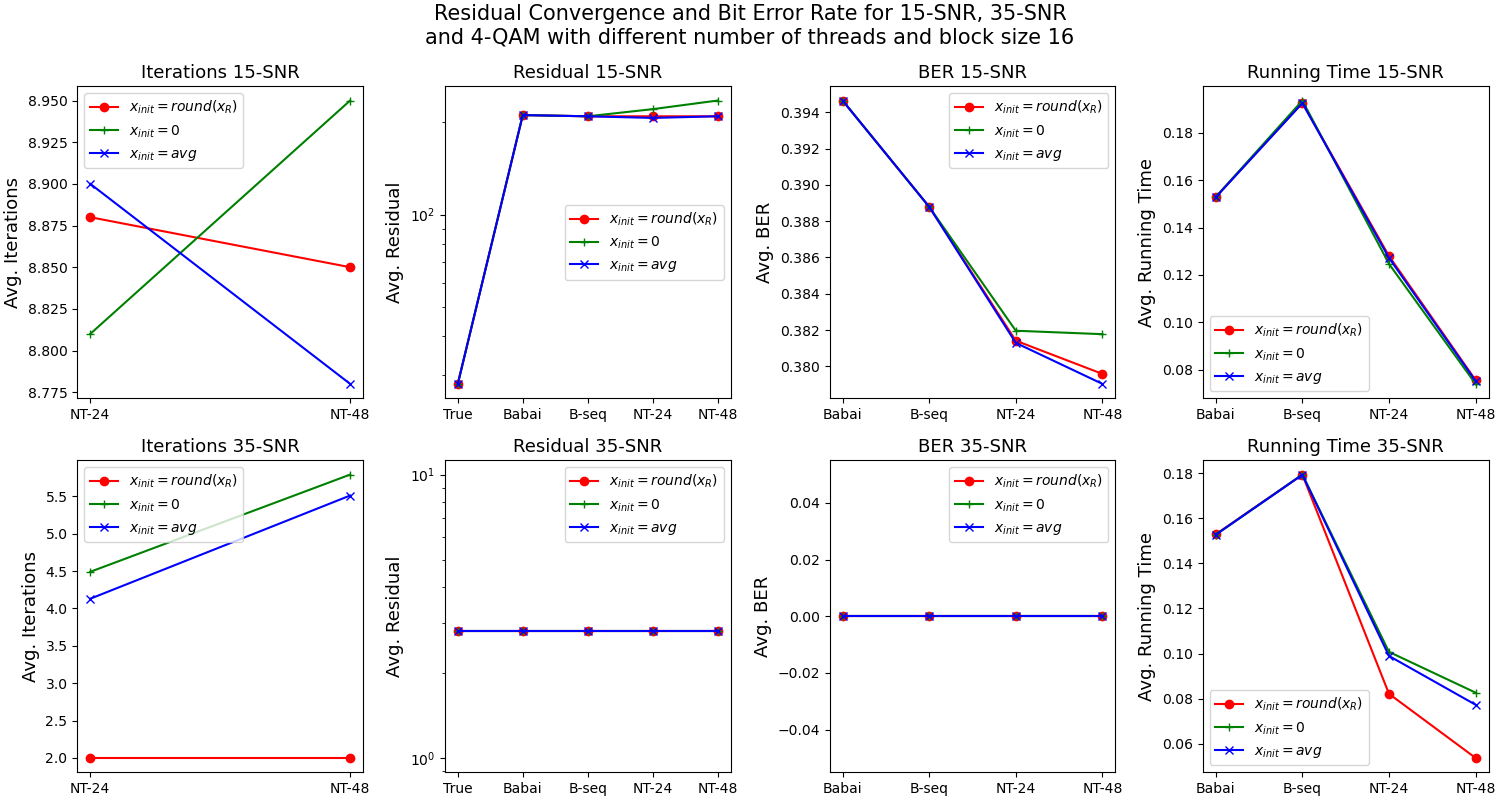 Residual Convergence and Bit Error Rate for 15-SNR, 35-SNR
and 4-QAM with different number of threads and block size 16
Iterations 15-SNR
Avg. Iterations
8.950
8.925
8.900
8.875
8.850
8.825
8.800
8.775
NT-24 NT-48
x_init = round(x_R)
x_init = 0
x_init = avg
Residual 15-SNR
Avg. Residual
10^2
True Babai B-seq NT-24 NT-48
x_init = round(x_R)
x_init = 0
x_init = avg
BER 15-SNR
Avg. BER
0.394
0.392
0.390
0.388
0.386
0.384
0.382
0.380
Babai B-seq NT-24 NT-48
x_init = round(x_R)
x_init = 0
x_init = avg
Running Time 15-SNR
Avg. Running Time
0.18
0.16
0.14
0.12
0.10
0.08
Babai B-seq NT-24 NT-48
x_init = round(x_R)
x_init = 0
x_init = avg
Iterations 35-SNR
Avg. Iterations
5.5
5.0
4.5
4.0
3.5
3.0
2.5
2.0
NT-24 NT-48
x_init = round(x_R)
x_init = 0
x_init = avg
Residual 35-SNR
Avg. Residual
10^1
10^0
True Babai B-seq NT-24 NT-48
x_init = round(x_R)
x_init = 0
x_init = avg
BER 35-SNR
Avg. BER
0.04
0.02
0.00
−0.02
−0.04
Babai B-seq NT-24 NT-48
x_init = round(x_R)
x_init = 0
x_init = avg
Running Time 35-SNR
Avg. Running Time
0.18
0.16
0.14
0.12
0.10
0.08
0.06
Babai B-seq NT-24 NT-48
x_init = round(x_R)
x_init = 0
x_init = avg